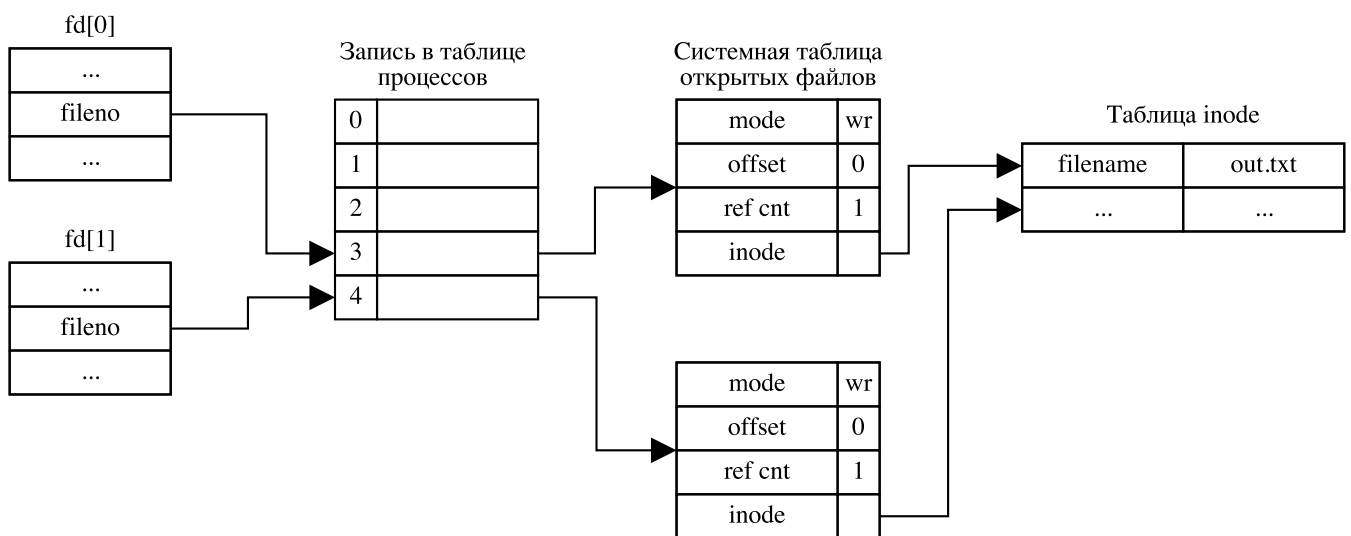 fd[0]
...
fileno
...
fd[1]
...
fileno
...
Запись в таблице
процессов
0
1
2
3
4
Системная таблица
открытых файлов
mode wr
offset 0
ref cnt 1
inode
mode wr
offset 0
ref cnt 1
inode
Таблица inode
filename out.txt
... ...